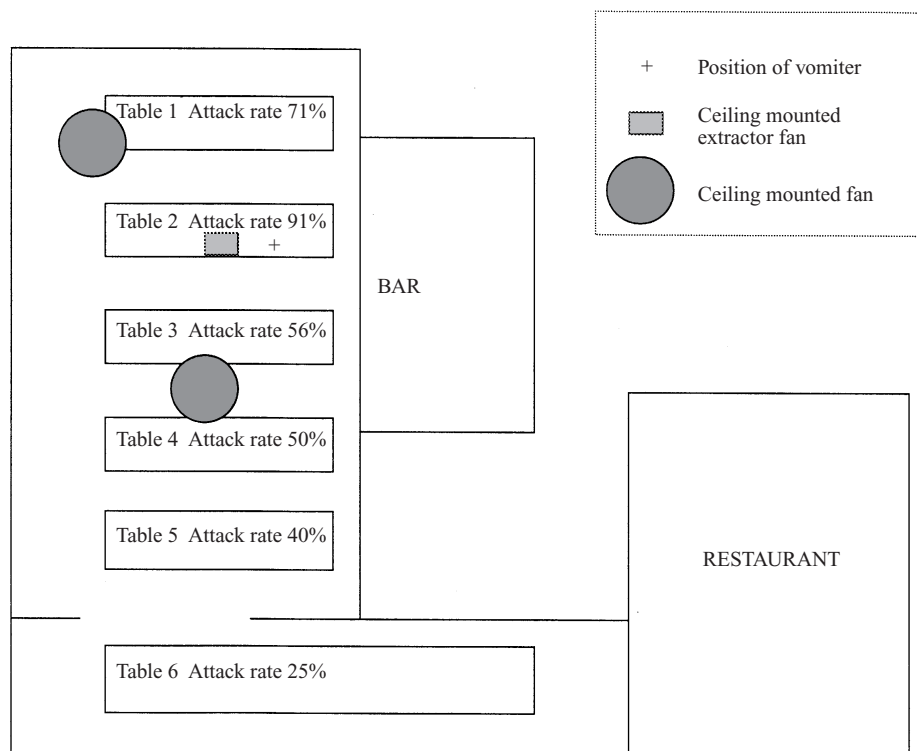 Table 1 Attack rate 71%
Table 2 Attack rate 91%
+
Table 3 Attack rate 56%
Table 4 Attack rate 50%
Table 5 Attack rate 40%
Table 6 Attack rate 25%
BAR
RESTAURANT
+ Position of vomiter
Ceiling mounted
extractor fan
Ceiling mounted fan